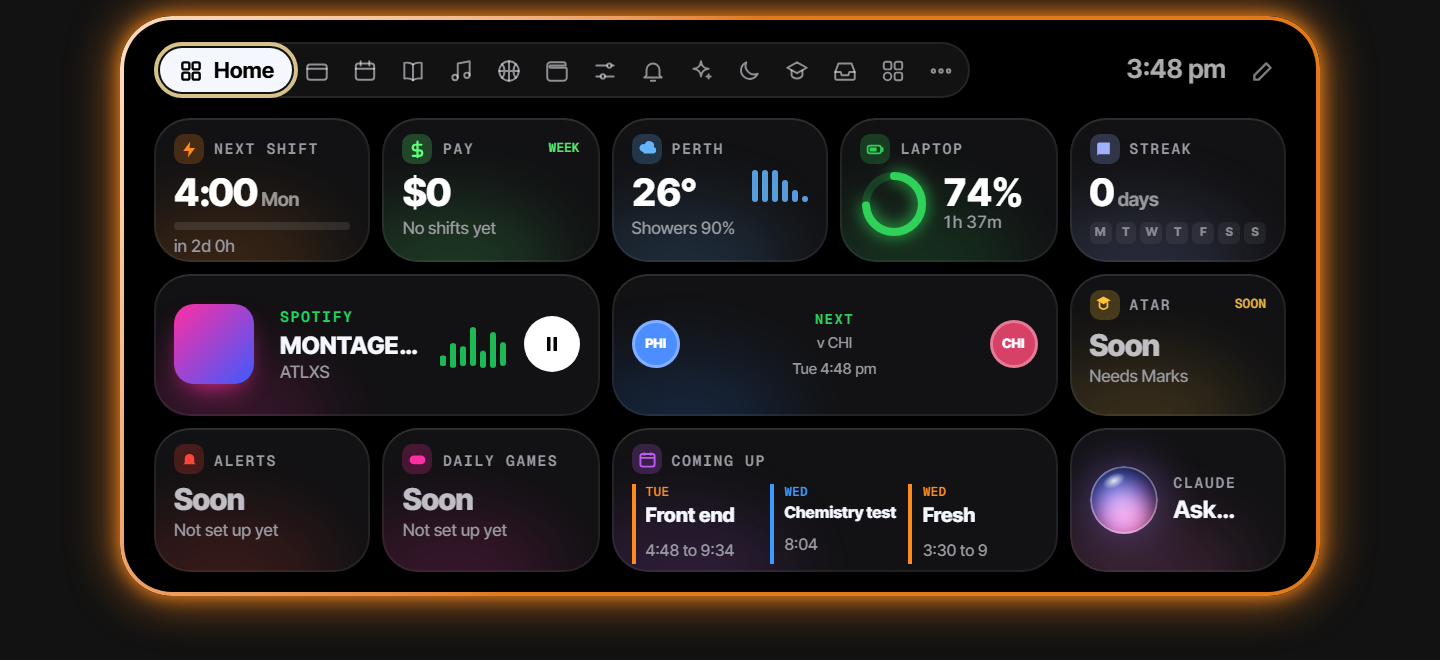 Home
3:48 pm
NEXT SHIFT
4:00 Mon
in 2d 0h
PAY
WEEK
$0
No shifts yet
PERTH
26°
Showers 90%
LAPTOP
74%
1h 37m
STREAK
0 days
M T W T F S S
SPOTIFY
MONTAGE...
ATLXS
PHI
NEXT
v CHI
Tue 4:48 pm
CHI
ATAR
SOON
Soon
Needs Marks
ALERTS
Soon
Not set up yet
DAILY GAMES
Soon
Not set up yet
COMING UP
TUE
Front end
4:48 to 9:34
WED
Chemistry test
8:04
WED
Fresh
3:30 to 9
CLAUDE
Ask...